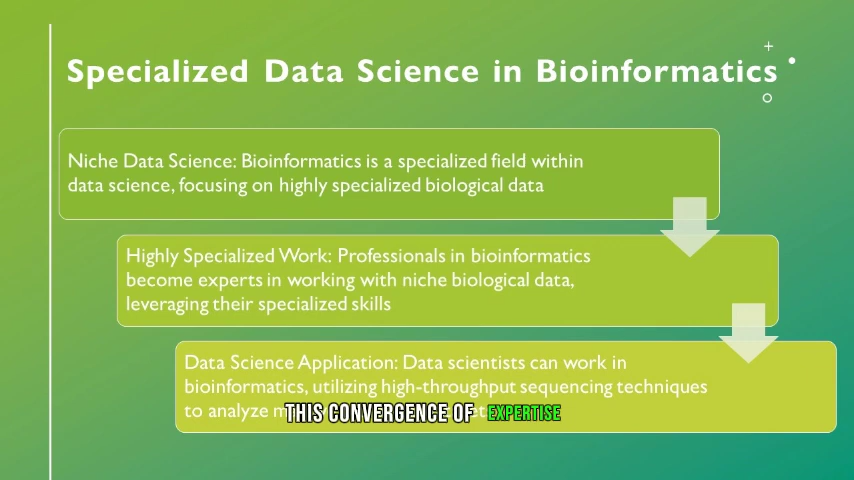 Specialized Data Science in Bioinformatics
Niche Data Science: Bioinformatics is a specialized field within
data science, focusing on highly specialized biological data
Highly Specialized Work: Professionals in bioinformatics
become experts in working with niche biological data,
leveraging their specialized skills
Data Science Application: Data scientists can work in
bioinformatics, utilizing high-throughput sequencing techniques
to analyze
THIS CONVERGENCE OF EXPERTISE